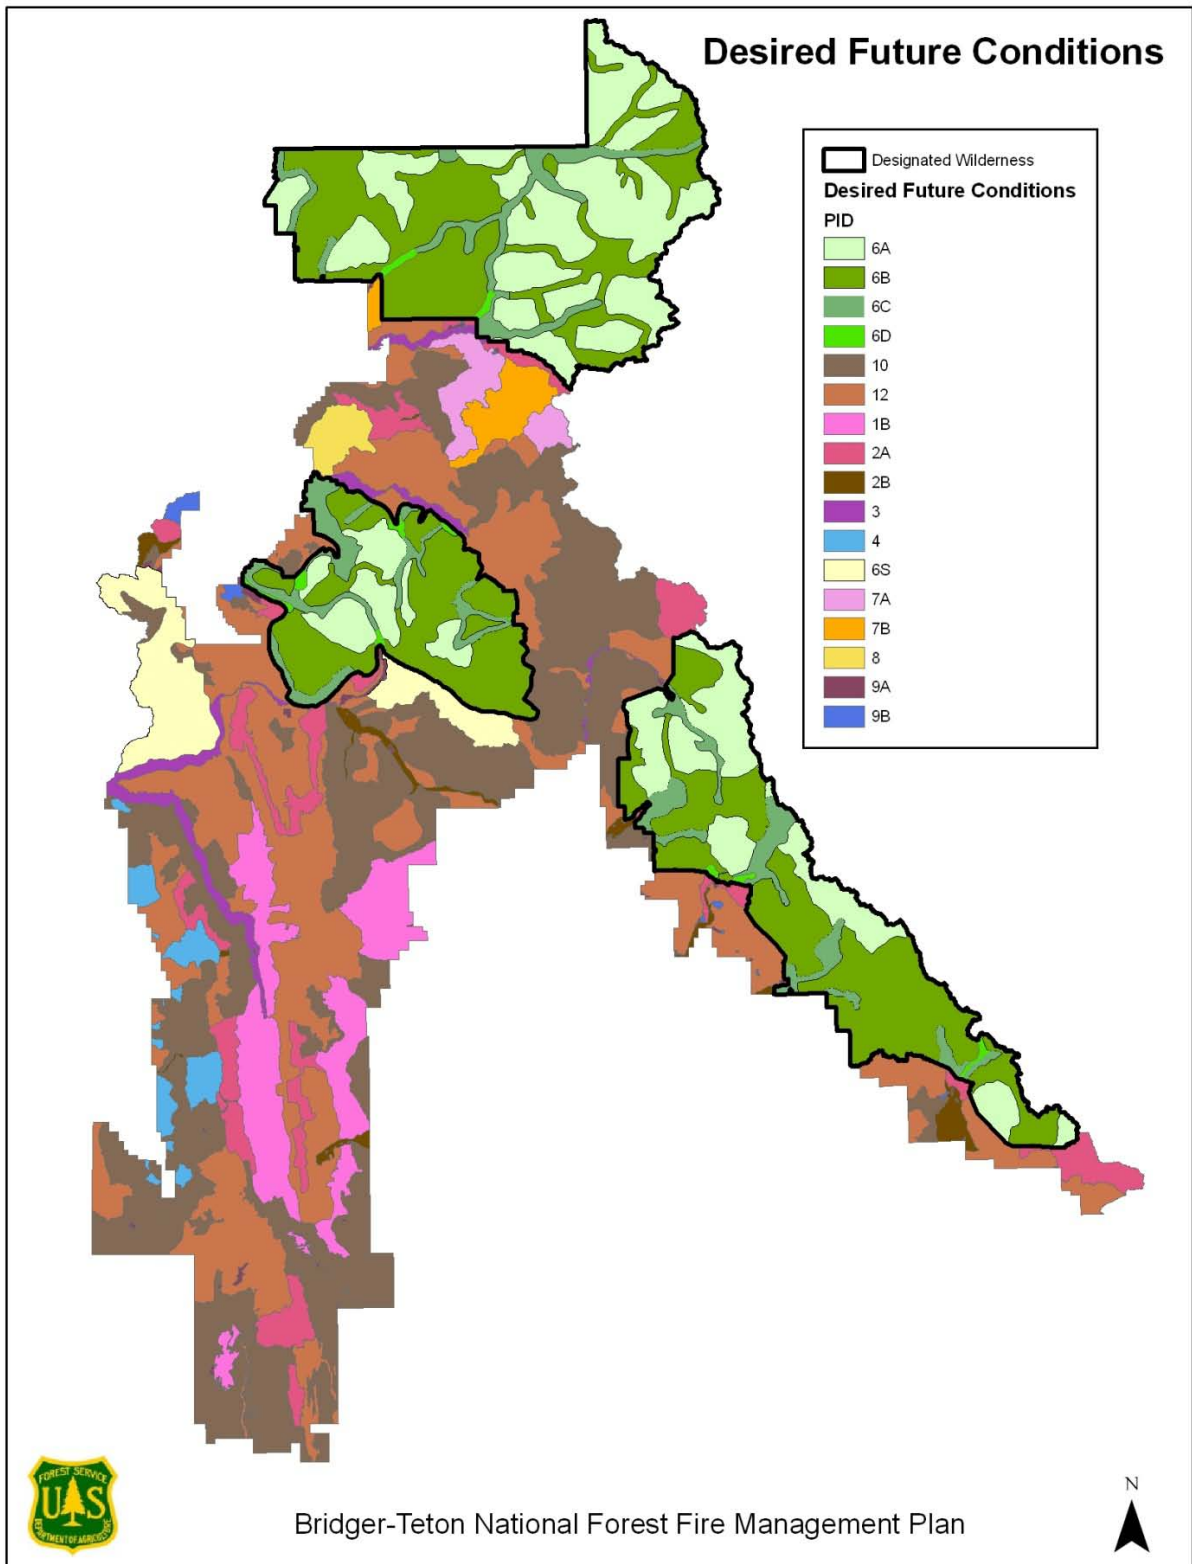 Desired Future Conditions
Designated Wilderness
Desired Future Conditions
PID
6A
6B
6C
6D
10
12
1B
2A
2B
3
4
6S
7A
7B
8
9A
9B
FOREST SERVICE
U S
DEPARTMENT OF AGRICULTURE
Bridger-Teton National Forest Fire Management Plan
N